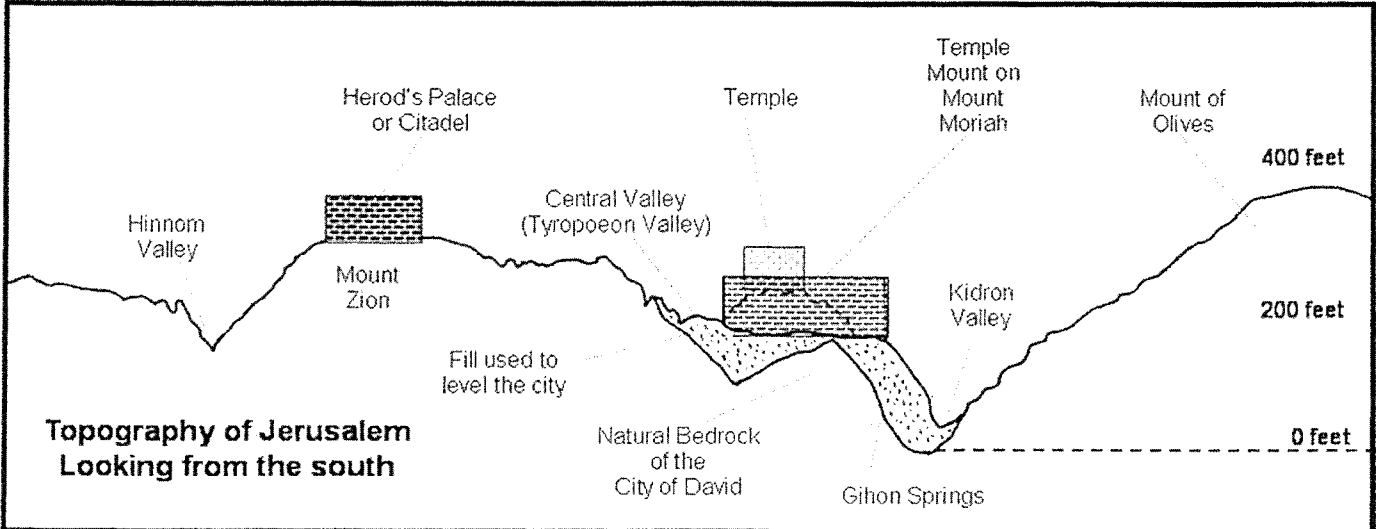 Herod's Palace
or Citadel
Temple
Temple
Mount on
Mount
Moriah
Mount of
Olives
400 feet
Hinnom
Valley
Central Valley
(Tyropoeon Valley)
Mount
Zion
Kidron
Valley
200 feet
Fill used to
level the city
Topography of Jerusalem
Looking from the south
Natural Bedrock
of the
City of David
Gihon Springs
0 feet